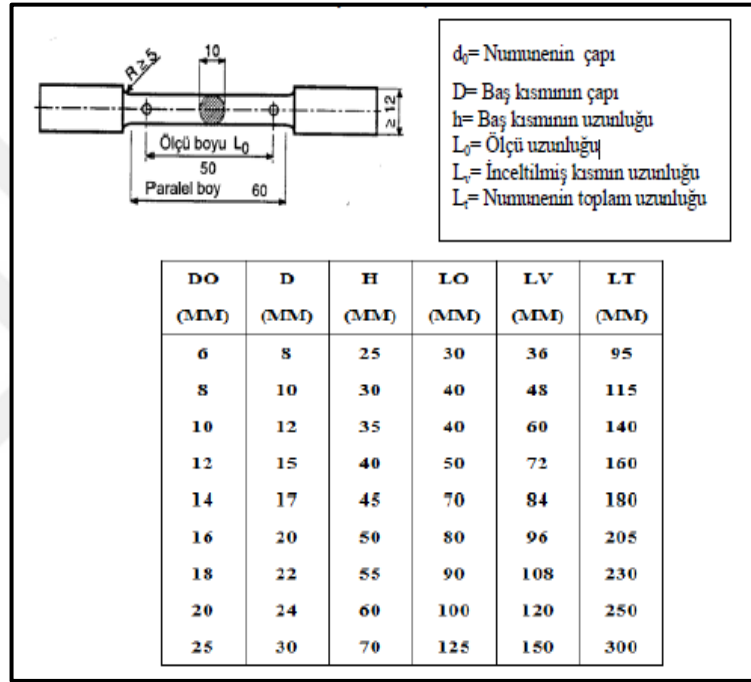 10
R ≥ 5
≥ 12
Ölçü boyu L₀
50
Paralel boy 60
d₀= Numunenin çapı
D= Baş kısmının çapı
h= Baş kısmının uzunluğu
L₀= Ölçü uzunluğu
Lᵥ= İnceltilmiş kısmın uzunluğu
Lₜ= Numunenin toplam uzunluğu
DO D H LO LV LT
(MM) (MM) (MM) (MM) (MM) (MM)
6 8 25 30 36 95
8 10 30 40 48 115
10 12 35 40 60 140
12 15 40 50 72 160
14 17 45 70 84 180
16 20 50 80 96 205
18 22 55 90 108 230
20 24 60 100 120 250
25 30 70 125 150 300